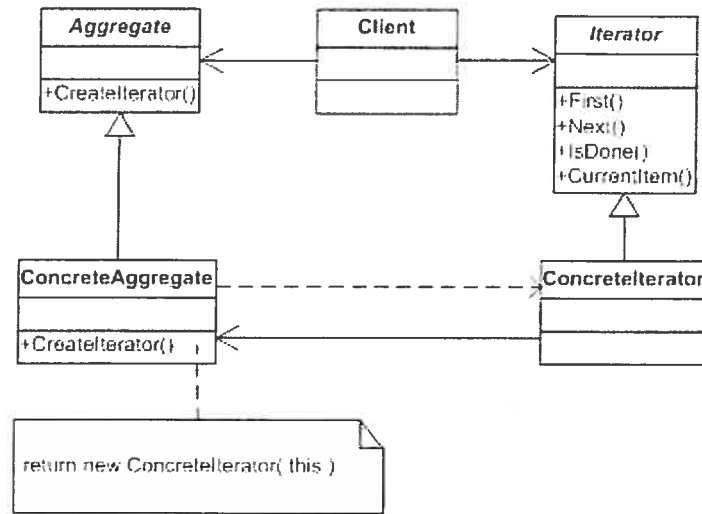 Aggregate
+CreateIterator()
Client
Iterator
+First()
+Next()
+IsDone()
+CurrentItem()
ConcreteAggregate
+CreateIterator()
ConcreteIterator
return new ConcreteIterator( this )